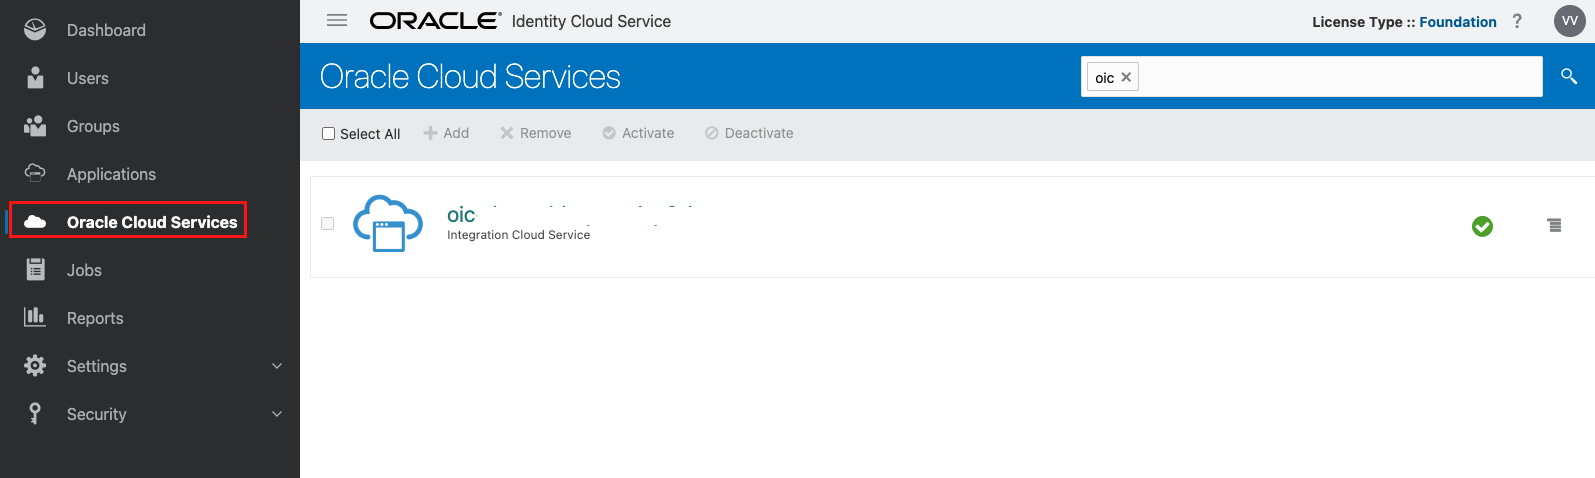 Dashboard
Users
Groups
Applications
Oracle Cloud Services
Jobs
Reports
Settings
Security
ORACLE® Identity Cloud Service
License Type :: Foundation ? VV
Oracle Cloud Services
oic ✕
Select All Add Remove Activate Deactivate
oic
Integration Cloud Service